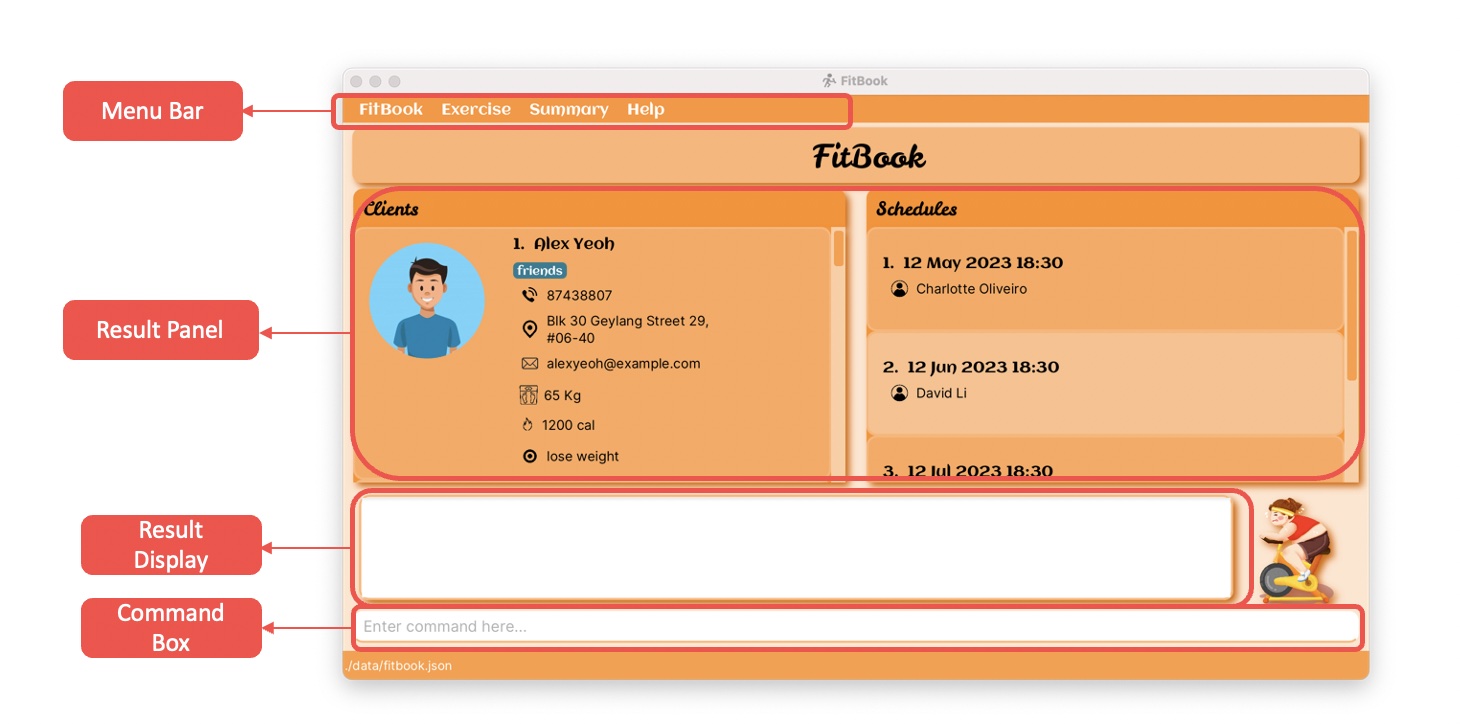 FitBook
Menu Bar
FitBook Exercise Summary Help
FitBook
Clients
Schedules
1. Alex Yeoh
friends
87438807
Blk 30 Geylang Street 29,
#06-40
alexyeoh@example.com
65 Kg
1200 cal
lose weight
1. 12 May 2023 18:30
Charlotte Oliveiro
2. 12 Jun 2023 18:30
David Li
3. 12 Jul 2023 18:30
Result Panel
Result
Display
Command
Box
Enter command here...
./data/fitbook.json